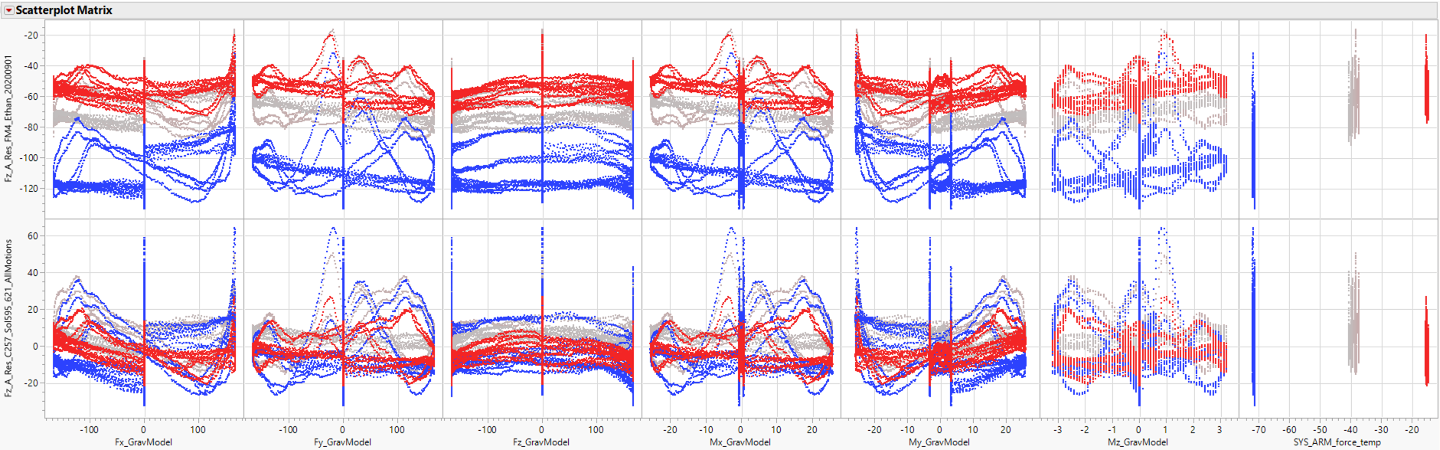 Scatterplot Matrix
Fz_A_Res_FM4_Ethan_20200901
-20
-40
-60
-80
-100
-120
Fz_A_Res_C257_Sol595_621_AllMotions
60
40
20
0
-20
-100 0 100 -100 0 100 -100 0 100 -20 -10 0 10 20 -20 -10 0 10 20 -3 -2 -1 0 1 2 3 -70 -60 -50 -40 -30 -20
Fx_GravModel Fy_GravModel Fz_GravModel Mx_GravModel My_GravModel Mz_GravModel SYS_ARM_force_temp